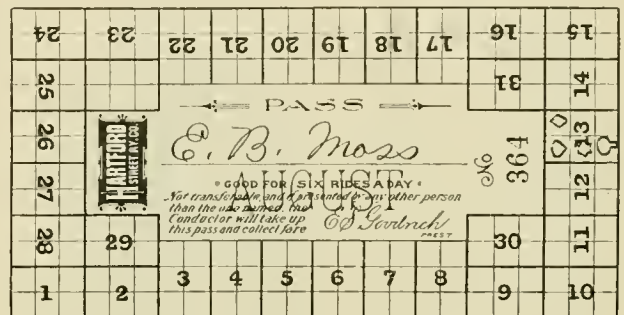 24 23 22 21 20 19 18 17 16 15
25 31 14
PASS
26 HARTFORD STREET RY. CO. E. B. Moss No 364 13
AUGUST
27 • GOOD FOR SIX RIDES A DAY • 12
Not transferable and if presented by any other person
than the one named, the
Conductor will take up
this pass and collect fare
E S Goodrich
PREST
28 29 30 11
1 2 3 4 5 6 7 8 9 10